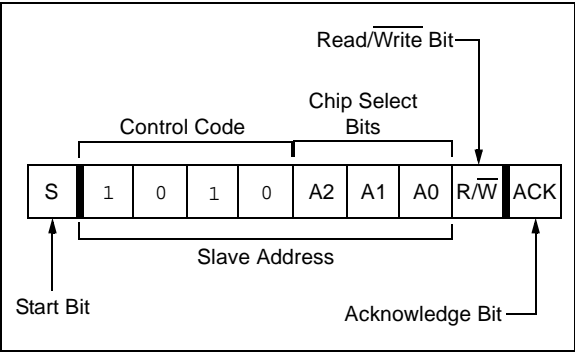 Read/Write Bit
Chip Select
Bits
Control Code
S 1 0 1 0 A2 A1 A0 R/W ACK
Slave Address
Start Bit
Acknowledge Bit